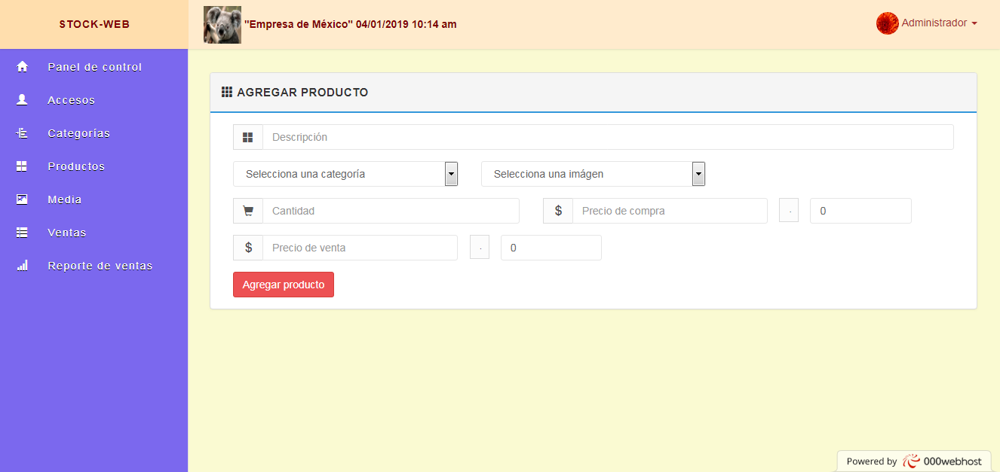 STOCK-WEB
"Empresa de México" 04/01/2019 10:14 am
Administrador
Panel de control
Accesos
Categorías
Productos
Media
Ventas
Reporte de ventas
AGREGAR PRODUCTO
Descripción
Selecciona una categoría
Selecciona una imágen
Cantidad
$ Precio de compra . 0
$ Precio de venta . 0
Agregar producto
Powered by 000webhost